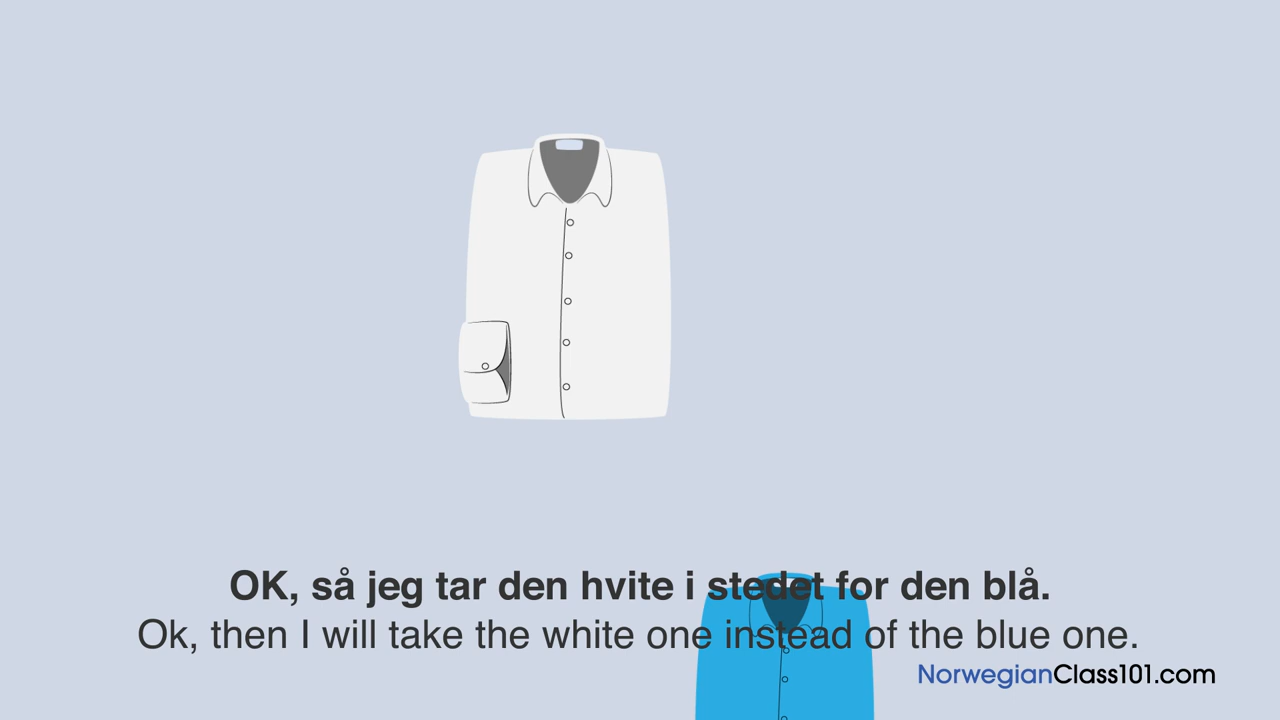 OK, så jeg tar den hvite i stedet for den blå.
Ok, then I will take the white one instead of the blue one.
NorwegianClass101.com